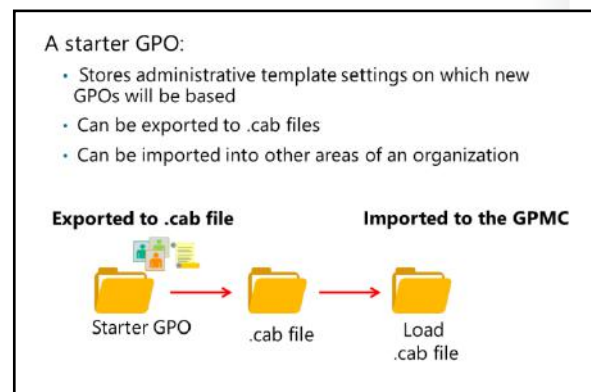 A starter GPO:
• Stores administrative template settings on which new
GPOs will be based
• Can be exported to .cab files
• Can be imported into other areas of an organization
Exported to .cab file
Imported to the GPMC
Starter GPO
.cab file
Load
.cab file